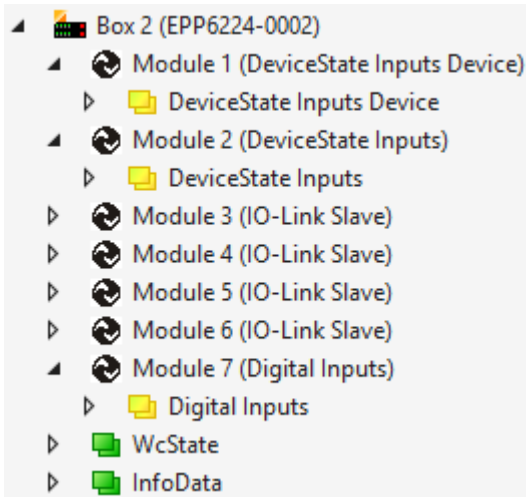 Box 2 (EPP6224-0002)
Module 1 (DeviceState Inputs Device)
DeviceState Inputs Device
Module 2 (DeviceState Inputs)
DeviceState Inputs
Module 3 (IO-Link Slave)
Module 4 (IO-Link Slave)
Module 5 (IO-Link Slave)
Module 6 (IO-Link Slave)
Module 7 (Digital Inputs)
Digital Inputs
WcState
InfoData